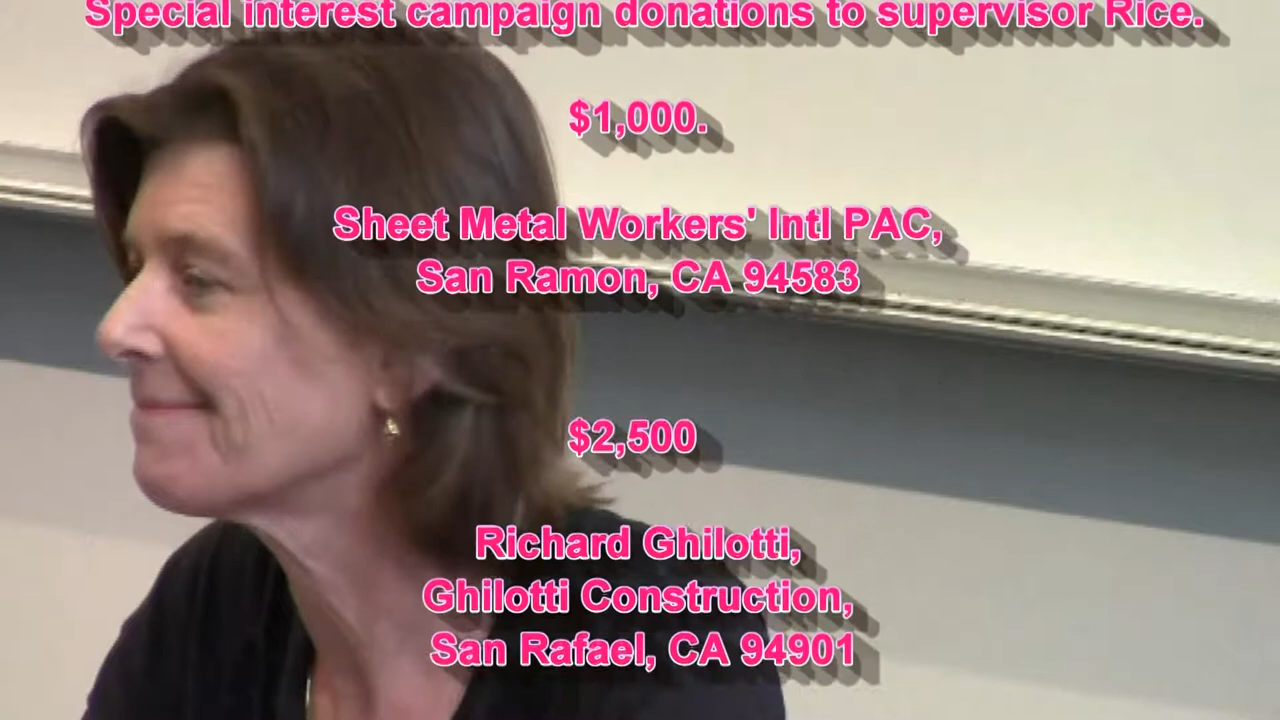 Special interest campaign donations to supervisor Rice.
$1,000.
Sheet Metal Workers' Intl PAC,
San Ramon, CA 94583
$2,500
Richard Ghilotti,
Ghilotti Construction,
San Rafael, CA 94901